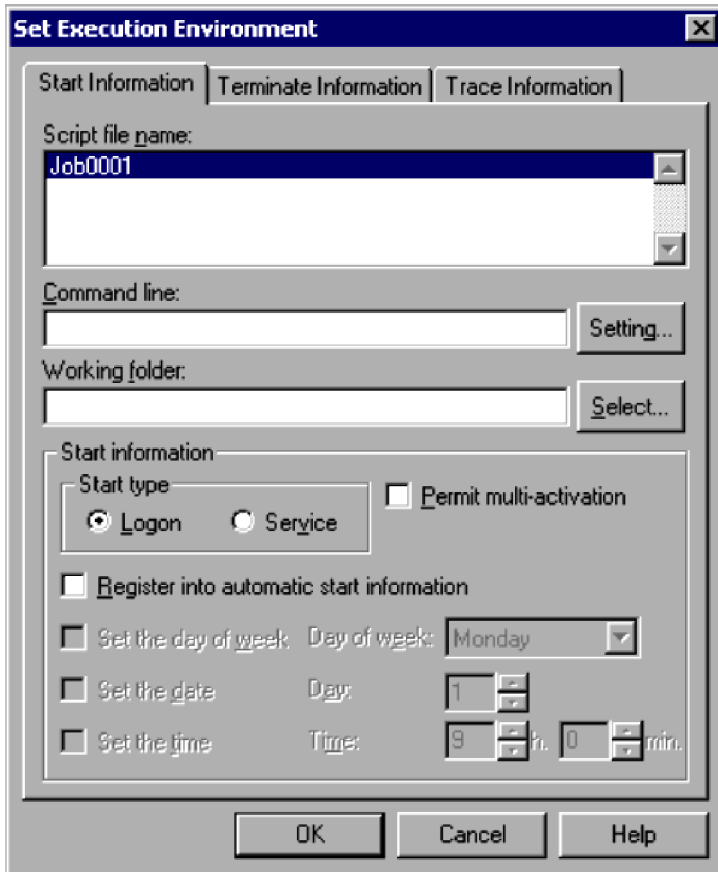 Set Execution Environment
Start Information Terminate Information Trace Information
Script file name:
Job0001
Command line:
Setting...
Working folder:
Select...
Start information
Start type
Permit multi-activation
Logon Service
Register into automatic start information
Set the day of week Day of week: Monday
Set the date Day: 1
Set the time Time: 9 h. 0 min.
OK Cancel Help